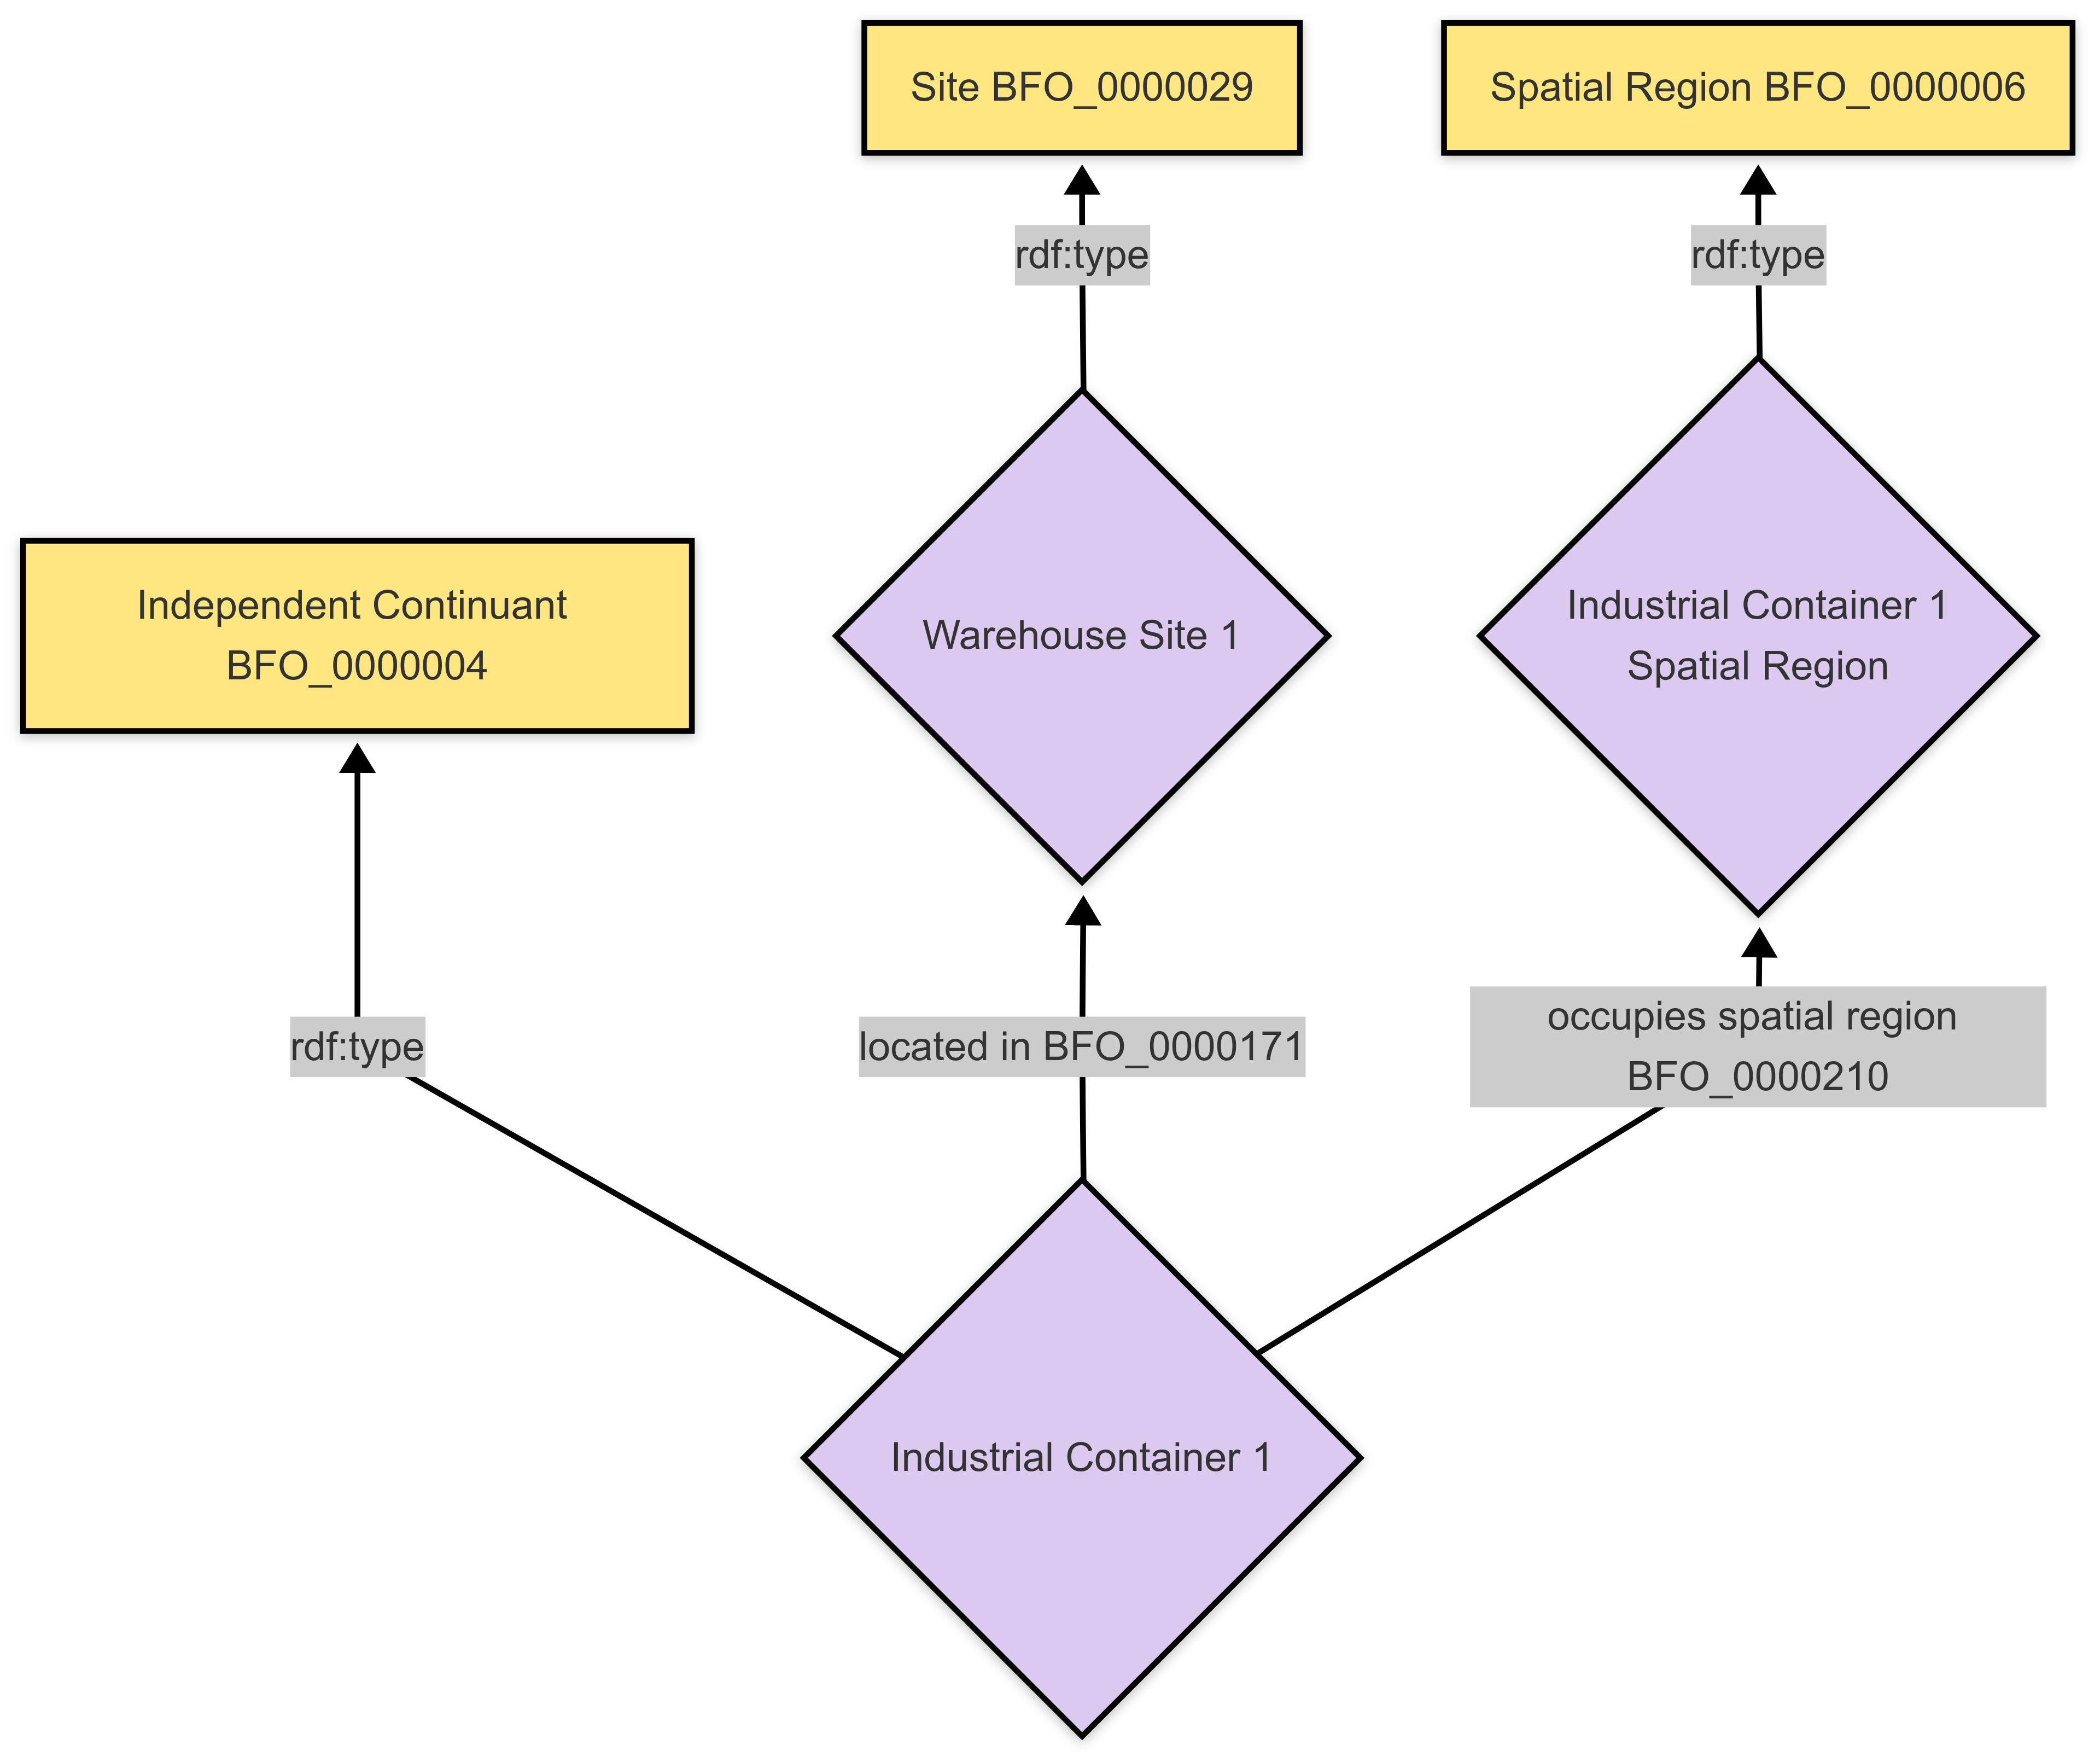 Site BFO_0000029
Spatial Region BFO_0000006
rdf:type
rdf:type
Independent Continuant
BFO_0000004
Warehouse Site 1
Industrial Container 1
Spatial Region
rdf:type
located in BFO_0000171
occupies spatial region
BFO_0000210
Industrial Container 1